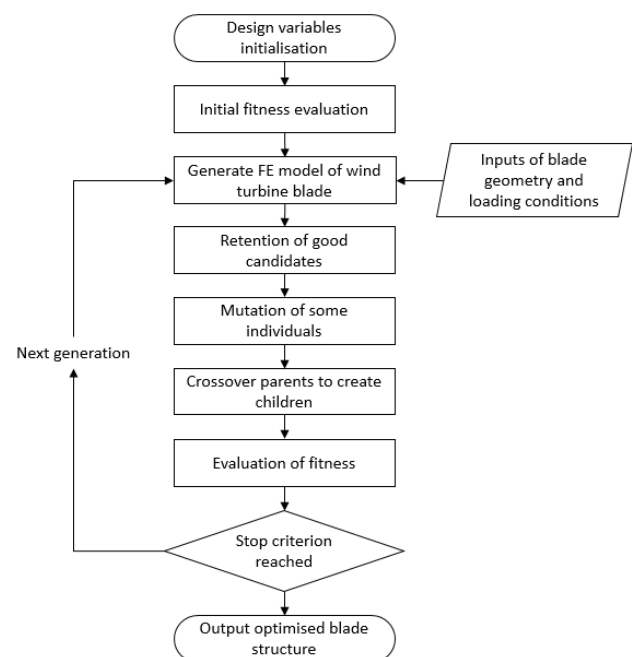 Design variables
initialisation
Initial fitness evaluation
Generate FE model of wind
turbine blade
Inputs of blade
geometry and
loading conditions
Retention of good
candidates
Mutation of some
individuals
Next generation
Crossover parents to create
children
Evaluation of fitness
Stop criterion
reached
Output optimised blade
structure